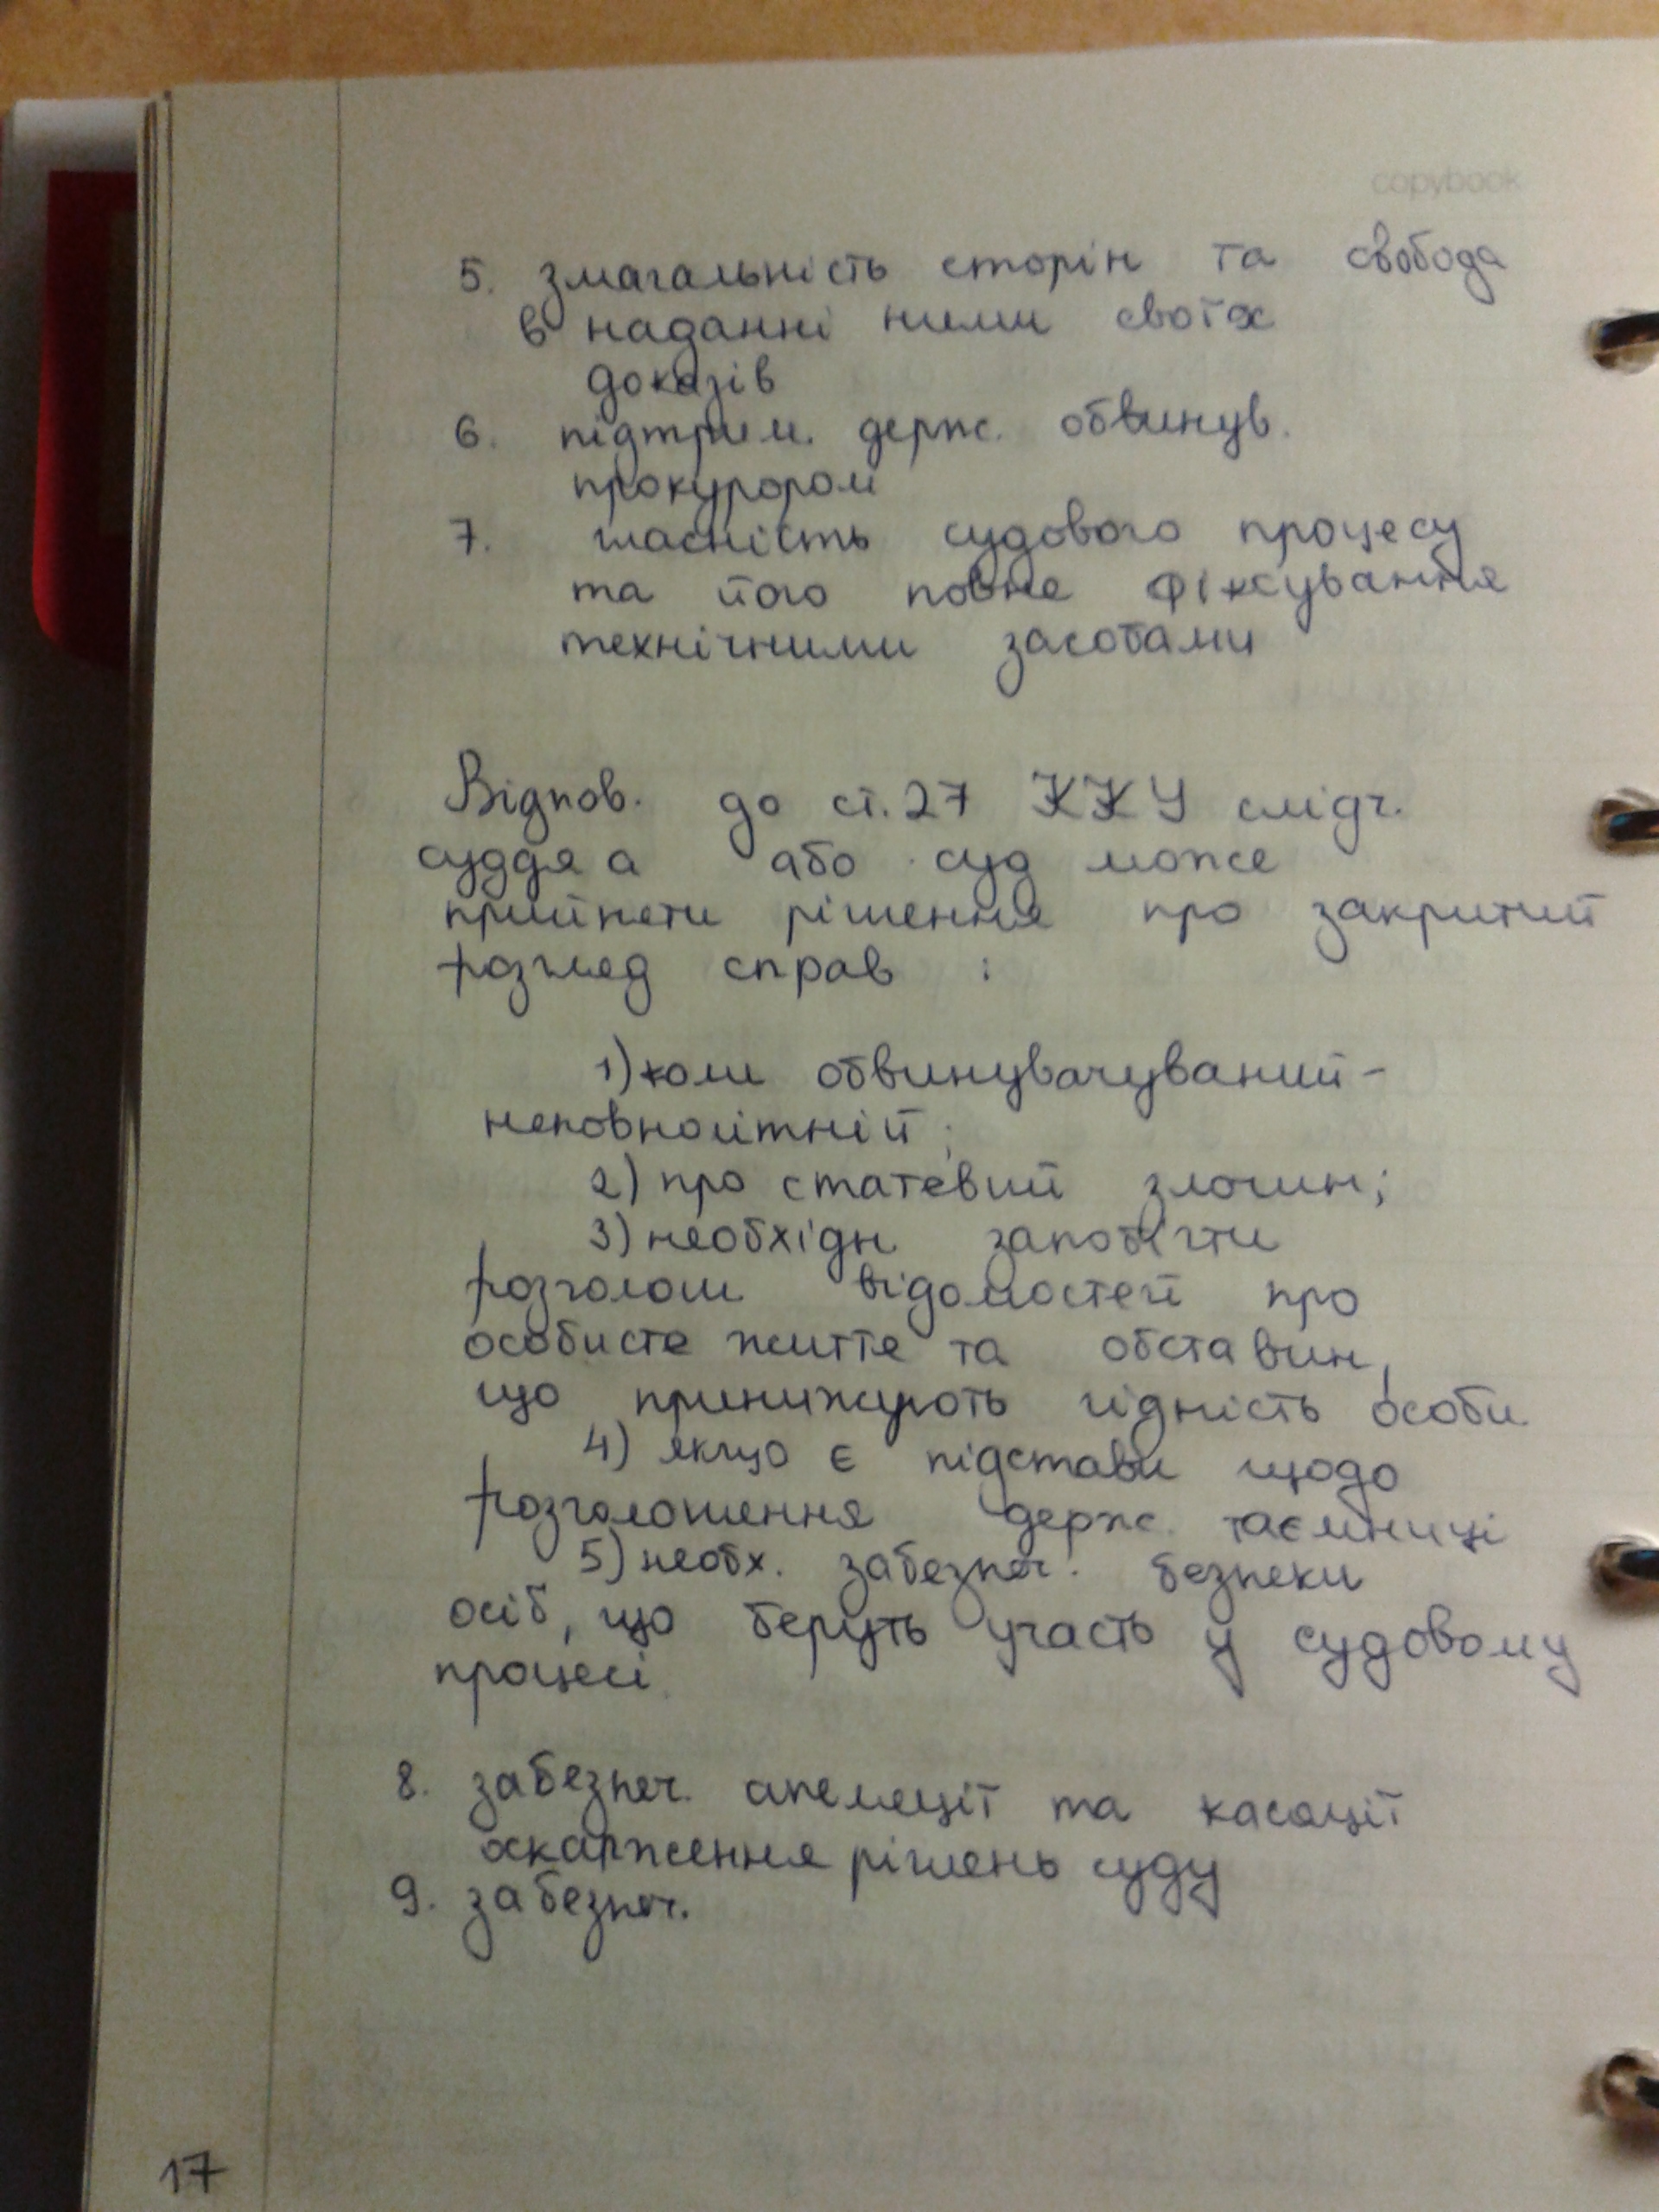 copybook
5. змагальність сторін та свобода
в наданні ними своїх
доказів
6. підтрим. держ. обвинув.
прокурором
7. гласність судового процесу
та його повне фіксування
технічними засобами
Відпов. до ст. 27 ККУ слідч.
суддя а або суд може
прийняти рішення про закритий
розгляд справ :
1) коли обвинувачуваний -
неповнолітній;
2) про статевий злочин;
3) необхідн запобігти
розголош відомостей про
особисте життя та обставин,
що принижують гідність особи
4) якщо є підстави щодо
розголошення держ. таємниці
5) необх. забезпеч. безпеки
осіб, що беруть участь у судовому
процесі.
8. забезпеч. апеляції та касації
оскарження рішень суду
9. забезпеч.
17